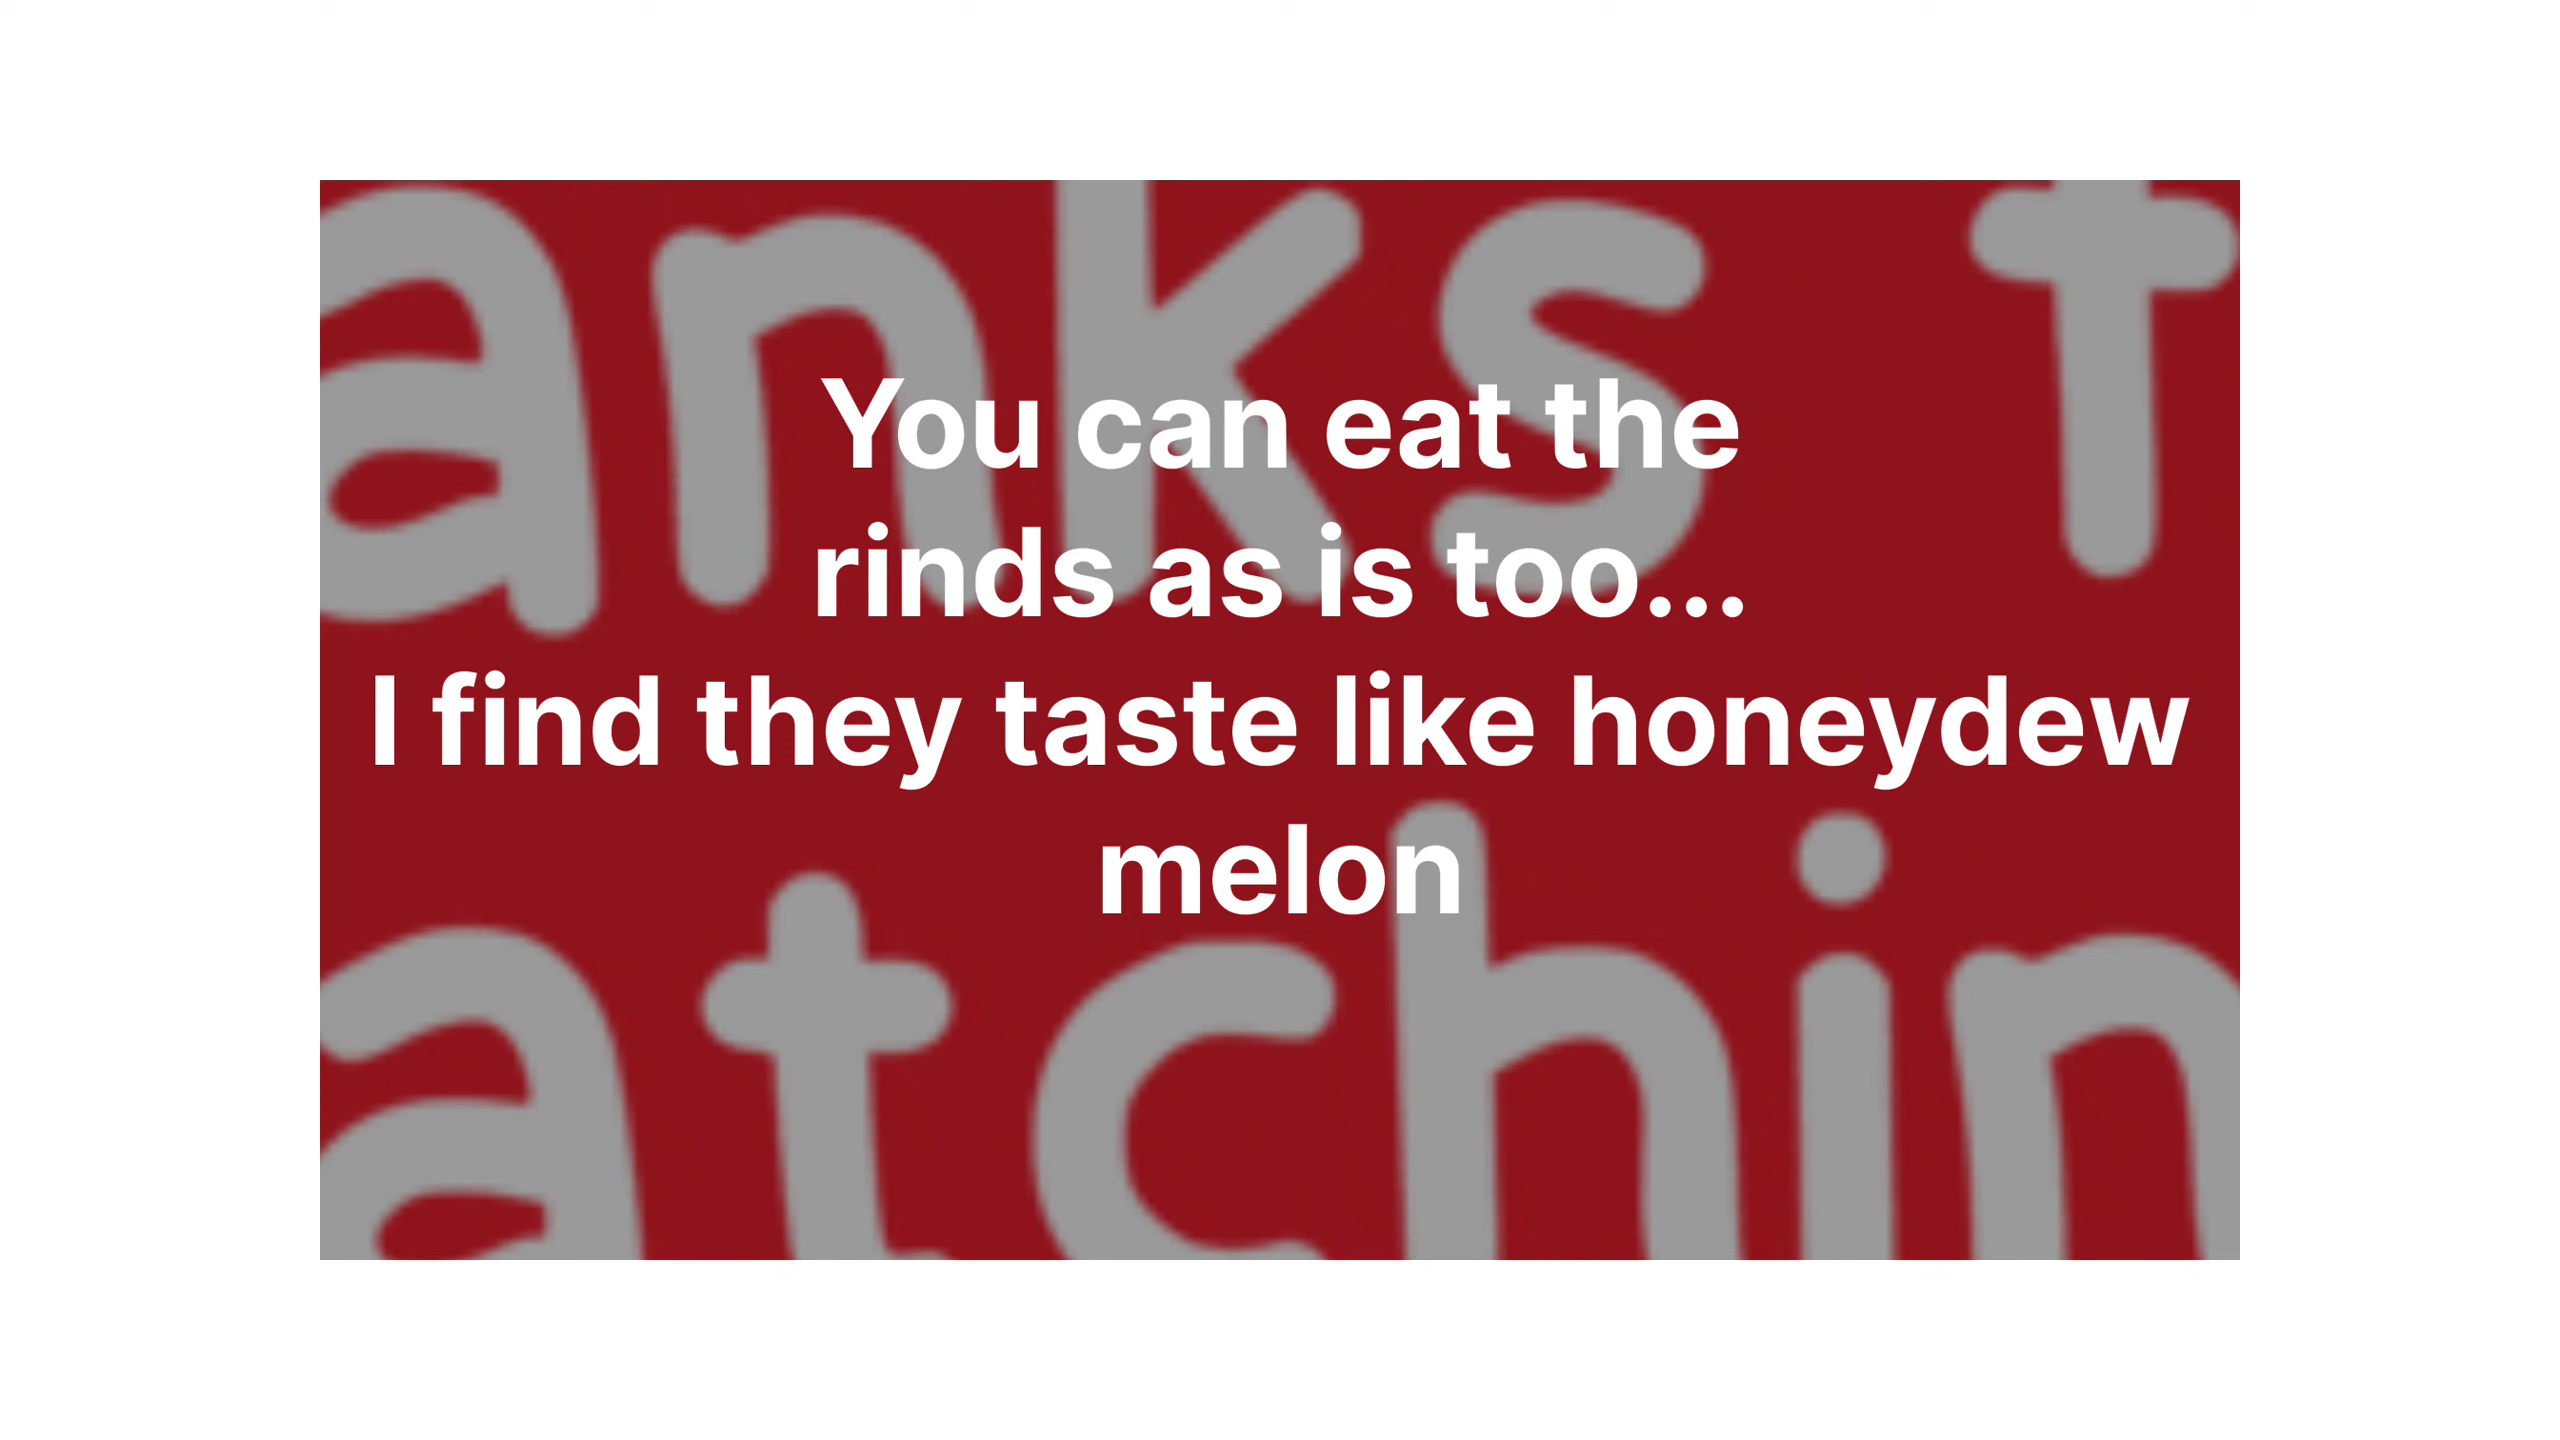 anks t
You can eat the
rinds as is too...
I find they taste like honeydew
melon
atchin